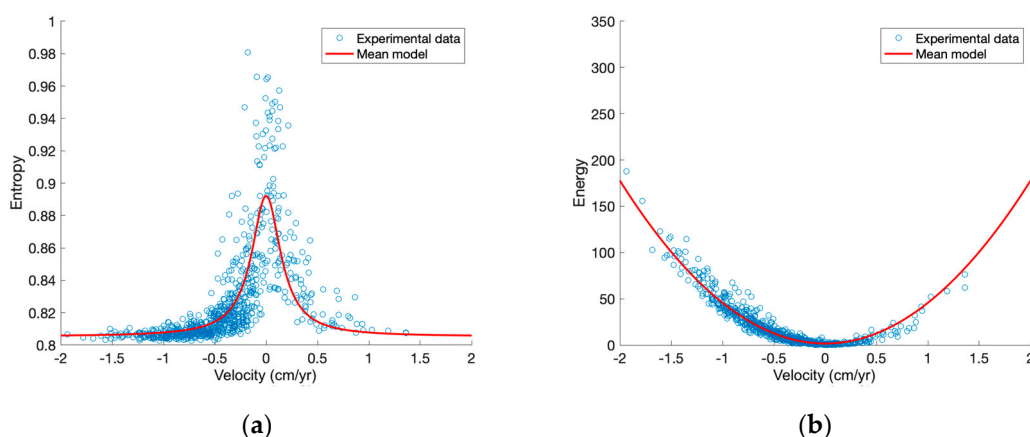 1
0.98
0.96
0.94
0.92
0.9
0.88
0.86
0.84
0.82
0.8
Entropy
Experimental data
Mean model
-2 -1.5 -1 -0.5 0 0.5 1 1.5 2
Velocity (cm/yr)
(a)
350
300
250
200
150
100
50
0
Energy
Experimental data
Mean model
-2 -1.5 -1 -0.5 0 0.5 1 1.5 2
Velocity (cm/yr)
(b)